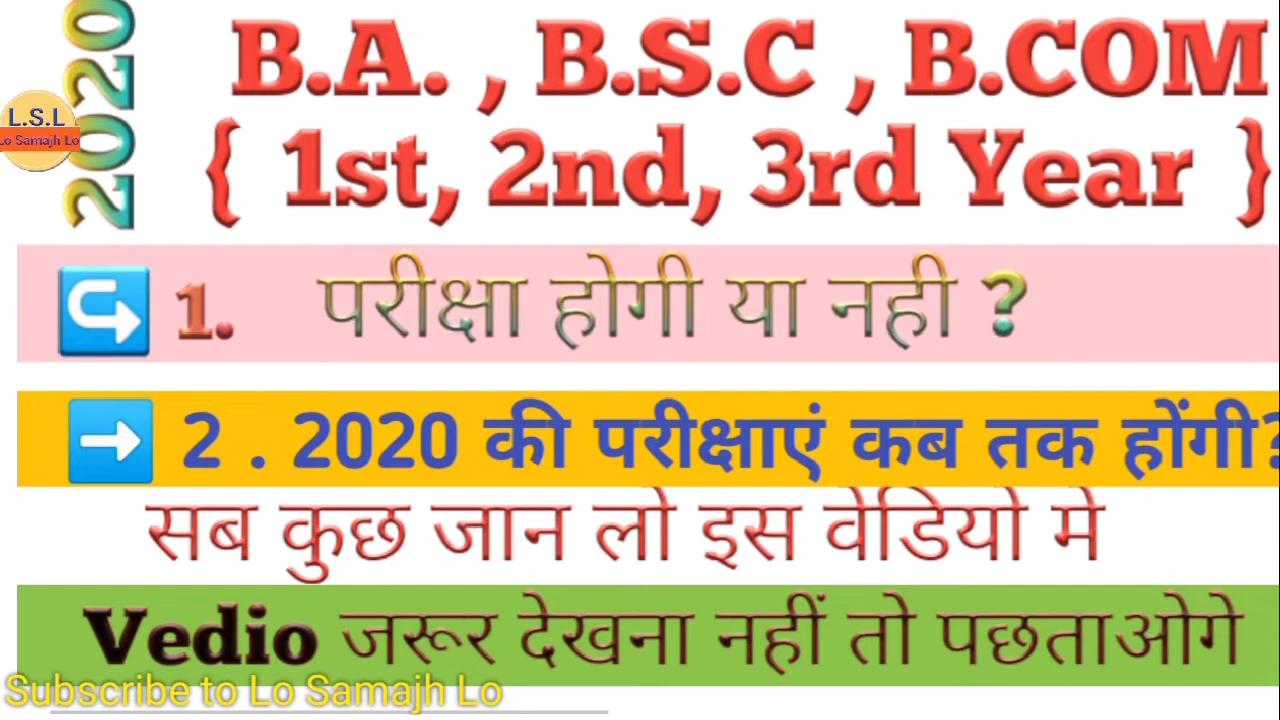 2020
L.S.L
Lo Samajh Lo
B.A. , B.S.C , B.COM
{ 1st, 2nd, 3rd Year }
1. परीक्षा होगी या नही ?
2 . 2020 की परीक्षाएं कब तक होंगी?
सब कुछ जान लो इस वेडियो मे
Vedio जरूर देखना नहीं तो पछताओगे
Subscribe to Lo Samajh Lo